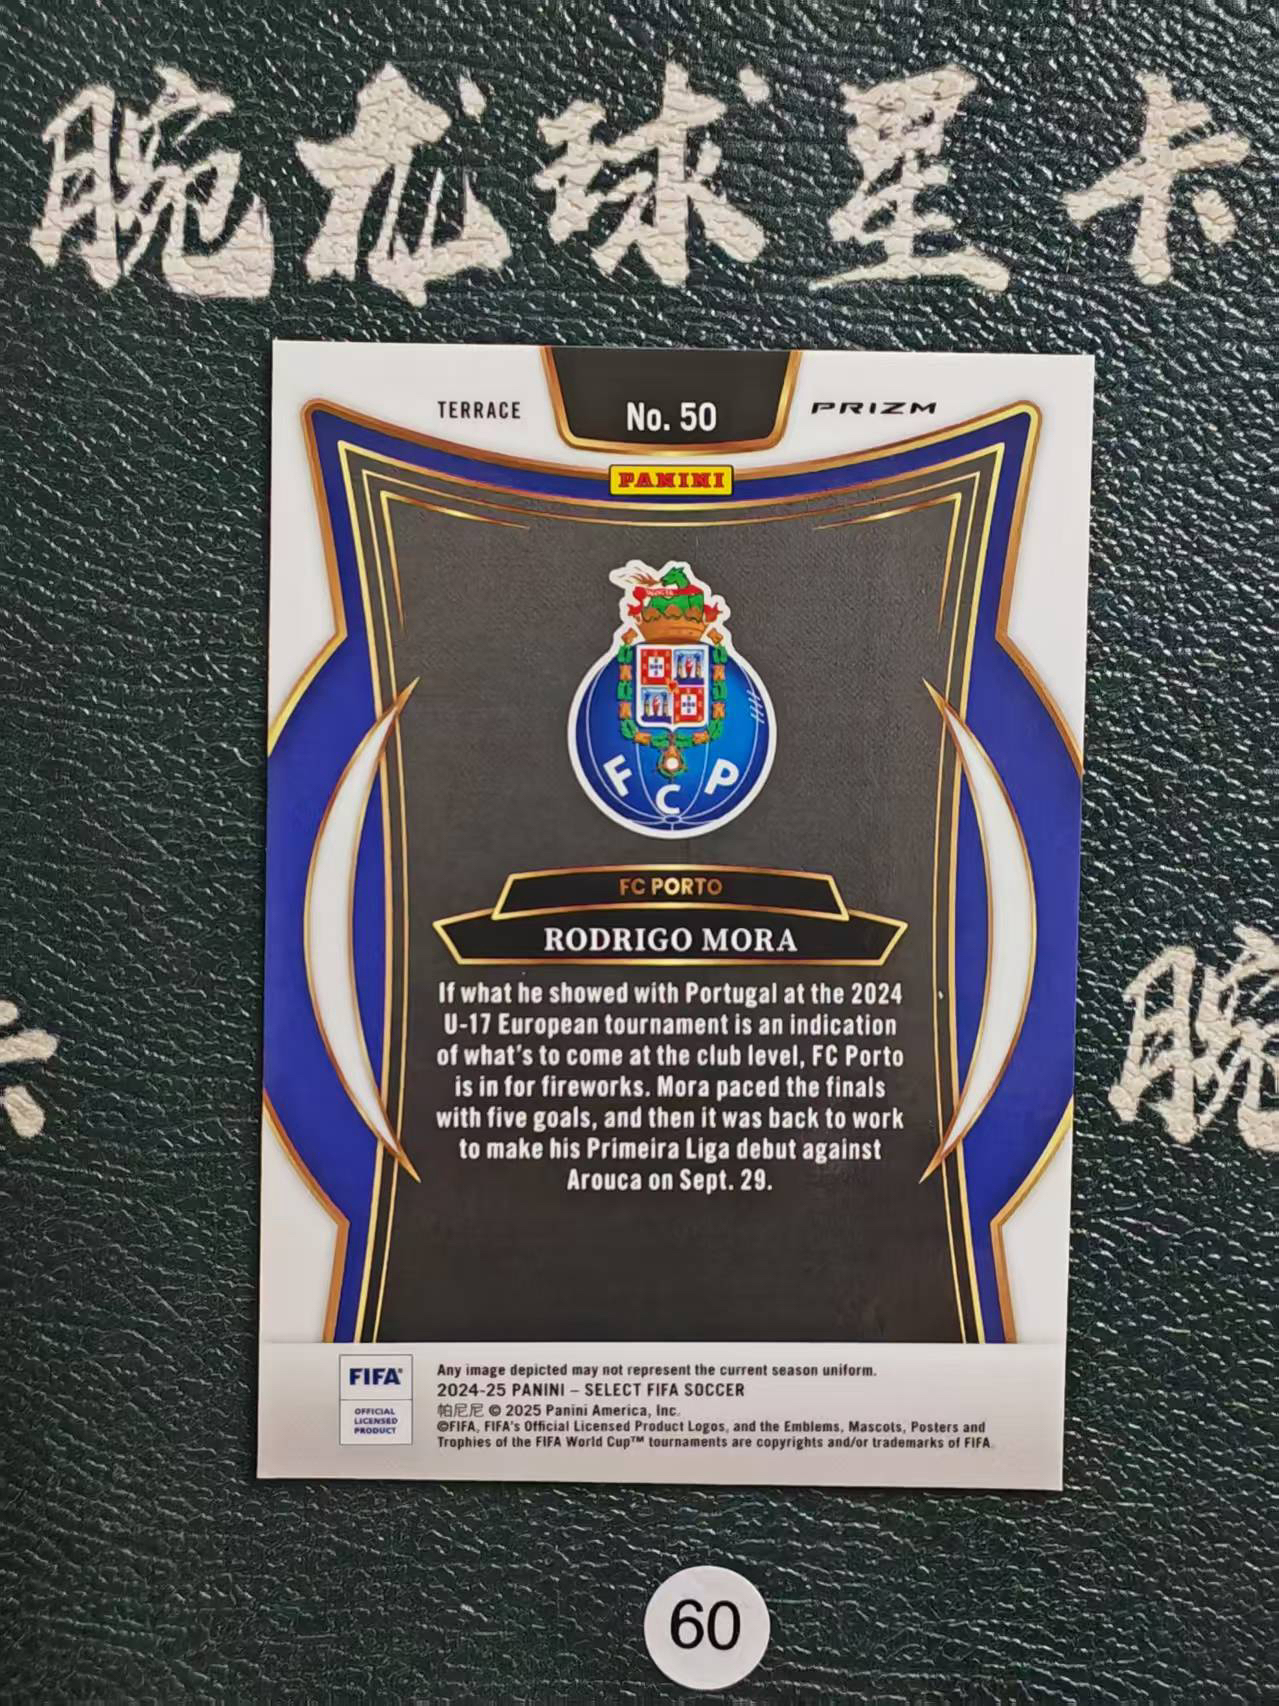 腕龙球星卡
TERRACE
No. 50
PRIZM
PANINI
F C P
FC PORTO
RODRIGO MORA
If what he showed with Portugal at the 2024
U-17 European tournament is an indication
of what's to come at the club level, FC Porto
is in for fireworks. Mora paced the finals
with five goals, and then it was back to work
to make his Primeira Liga debut against
Arouca on Sept. 29.
卡
腕
FIFA®
OFFICIAL
LICENSED
PRODUCT
Any image depicted may not represent the current season uniform.
2024-25 PANINI – SELECT FIFA SOCCER
帕尼尼 © 2025 Panini America, Inc.
©FIFA, FIFA's Official Licensed Product Logos, and the Emblems, Mascots, Posters and
Trophies of the FIFA World Cup™ tournaments are copyrights and/or trademarks of FIFA.
60